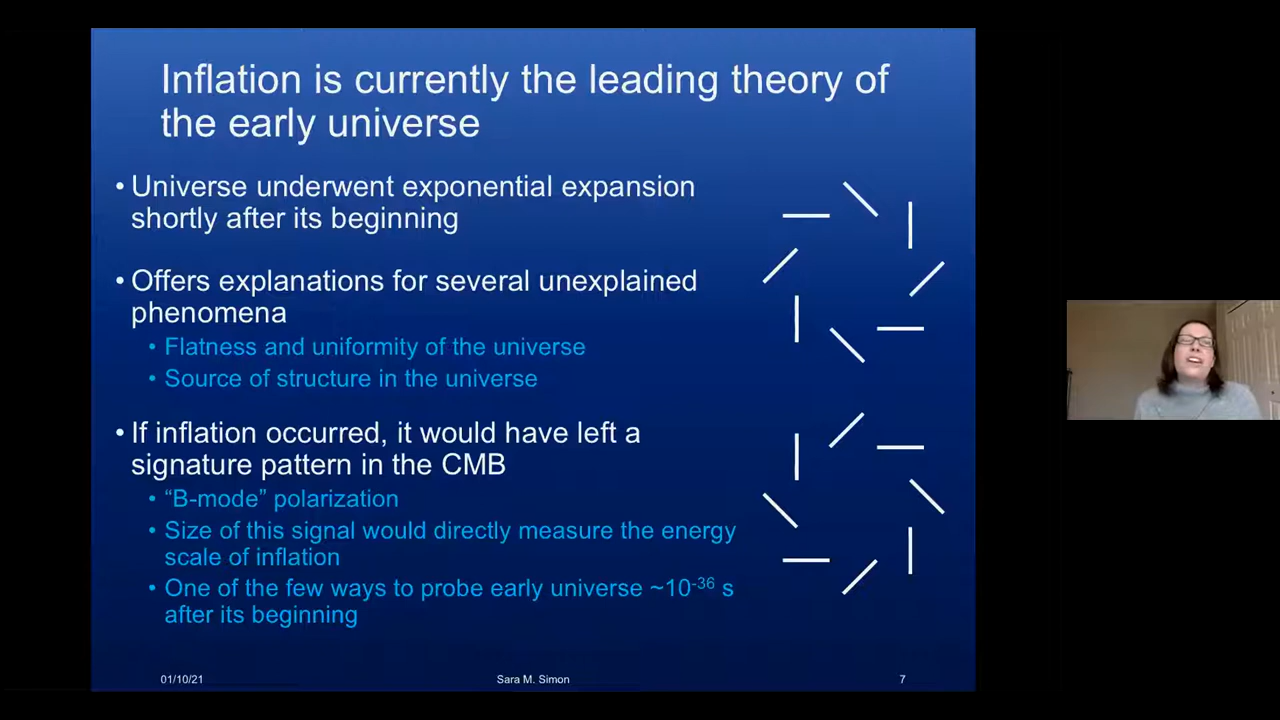 Inflation is currently the leading theory of
the early universe
• Universe underwent exponential expansion
shortly after its beginning
• Offers explanations for several unexplained
phenomena
• Flatness and uniformity of the universe
• Source of structure in the universe
• If inflation occurred, it would have left a
signature pattern in the CMB
• “B-mode” polarization
• Size of this signal would directly measure the energy
scale of inflation
• One of the few ways to probe early universe ~10⁻³⁶ s
after its beginning
01/10/21
Sara M. Simon
7